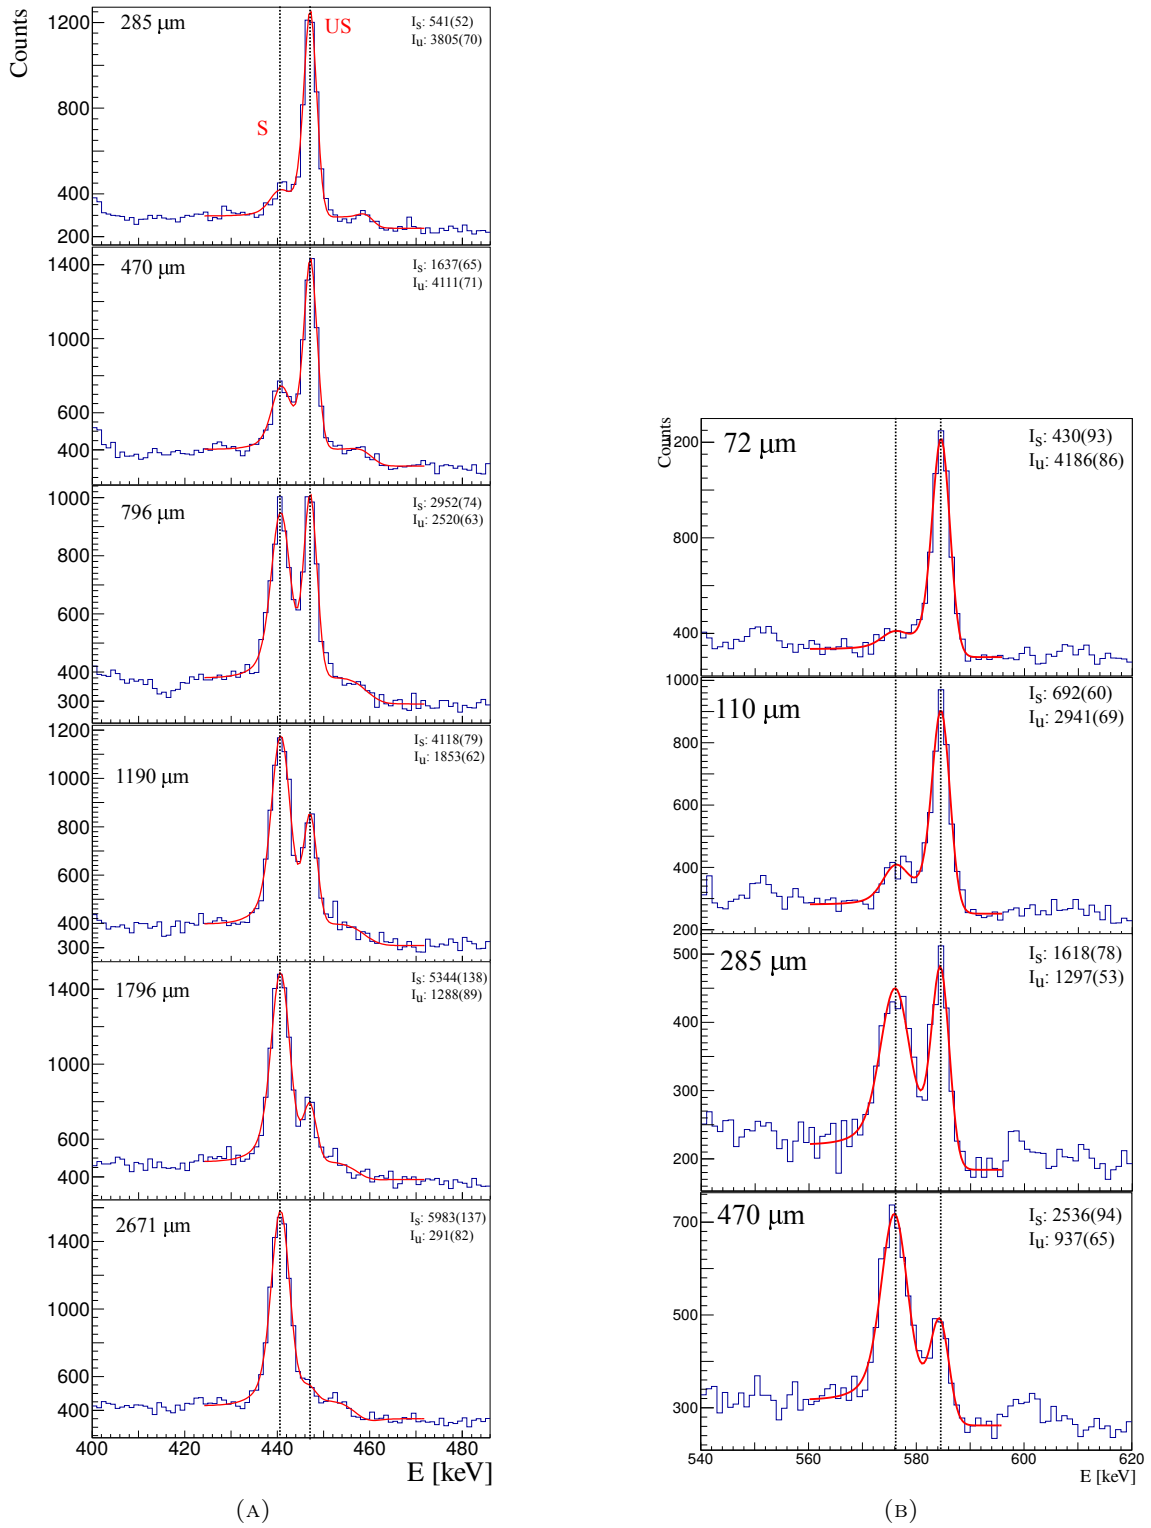 Counts
285 μm
I_s: 541(52)
I_u: 3805(70)
US
S
1200
800
400
200
470 μm
I_s: 1637(65)
I_u: 4111(71)
1400
1000
600
400
796 μm
I_s: 2952(74)
I_u: 2520(63)
1000
800
600
400
300
1190 μm
I_s: 4118(79)
I_u: 1853(62)
1200
1000
800
600
400
300
1796 μm
I_s: 5344(138)
I_u: 1288(89)
1400
1000
600
400
2671 μm
I_s: 5983(137)
I_u: 291(82)
1400
1000
600
400
400 420 440 460 480
E [keV]
(A)
Counts
72 μm
I_s: 430(93)
I_u: 4186(86)
1200
800
400
110 μm
I_s: 692(60)
I_u: 2941(69)
1000
800
600
400
200
285 μm
I_s: 1618(78)
I_u: 1297(53)
500
400
300
200
470 μm
I_s: 2536(94)
I_u: 937(65)
700
500
300
540 560 580 600 620
E [keV]
(B)